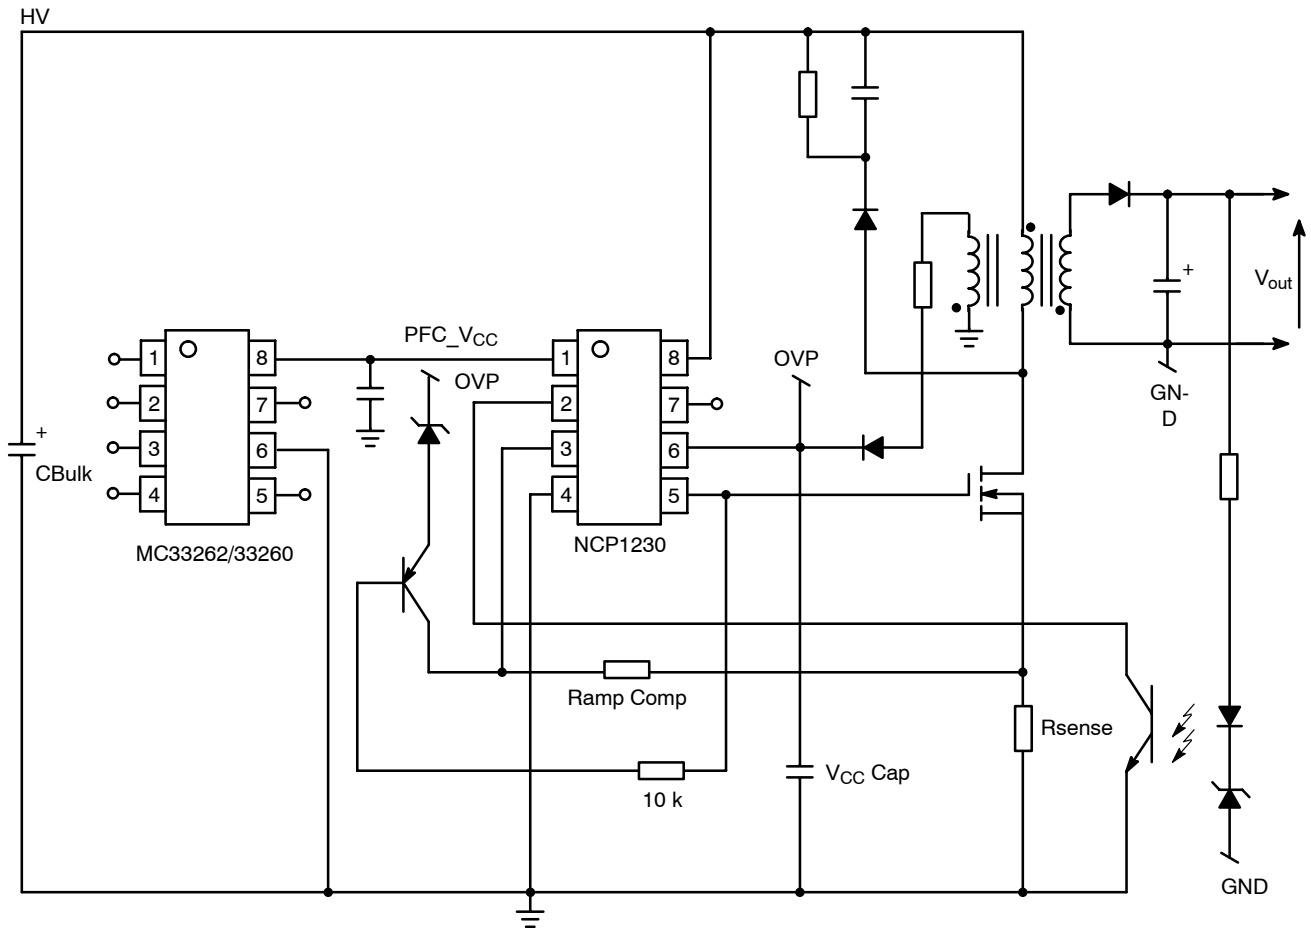 HV
+
CBulk
1
2
3
4
8
7
6
5
MC33262/33260
PFC_VCC
OVP
1
2
3
4
8
7
6
5
NCP1230
OVP
+
Vout
GN-
D
Ramp Comp
10 k
VCC Cap
Rsense
GND